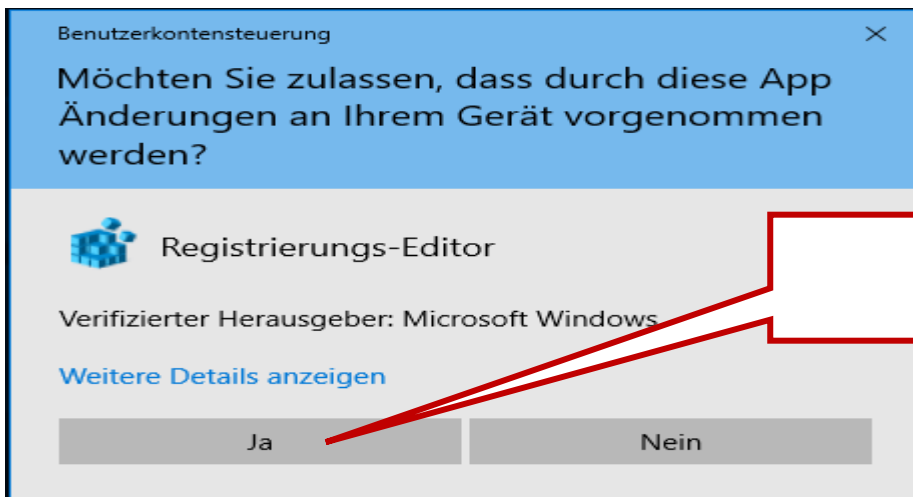 Benutzerkontensteuerung
Möchten Sie zulassen, dass durch diese App
Änderungen an Ihrem Gerät vorgenommen
werden?
Registrierungs-Editor
Verifizierter Herausgeber: Microsoft Windows
Weitere Details anzeigen
Ja
Nein